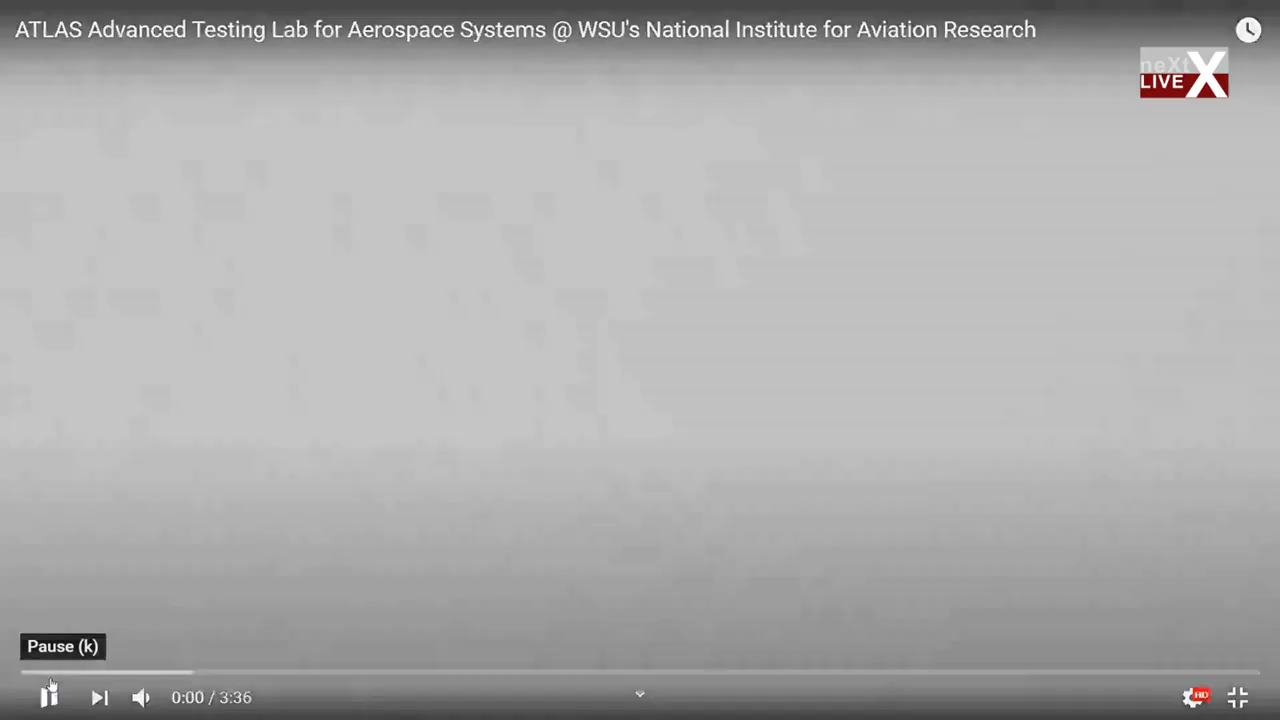 ATLAS Advanced Testing Lab for Aerospace Systems @ WSU's National Institute for Aviation Research
neXt
LIVE X
Pause (k)
0:00 / 3:36
HD